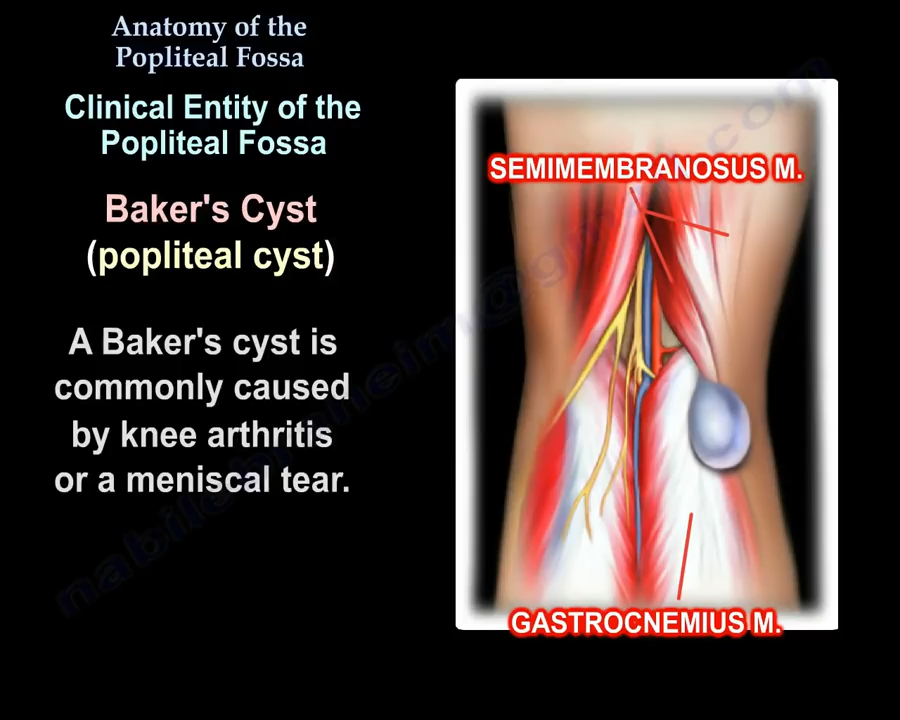 Anatomy of the
Popliteal Fossa
Clinical Entity of the
Popliteal Fossa
Baker's Cyst
(popliteal cyst)
A Baker's cyst is
commonly caused
by knee arthritis
or a meniscal tear.
SEMIMEMBRANOSUS M.
GASTROCNEMIUS M.